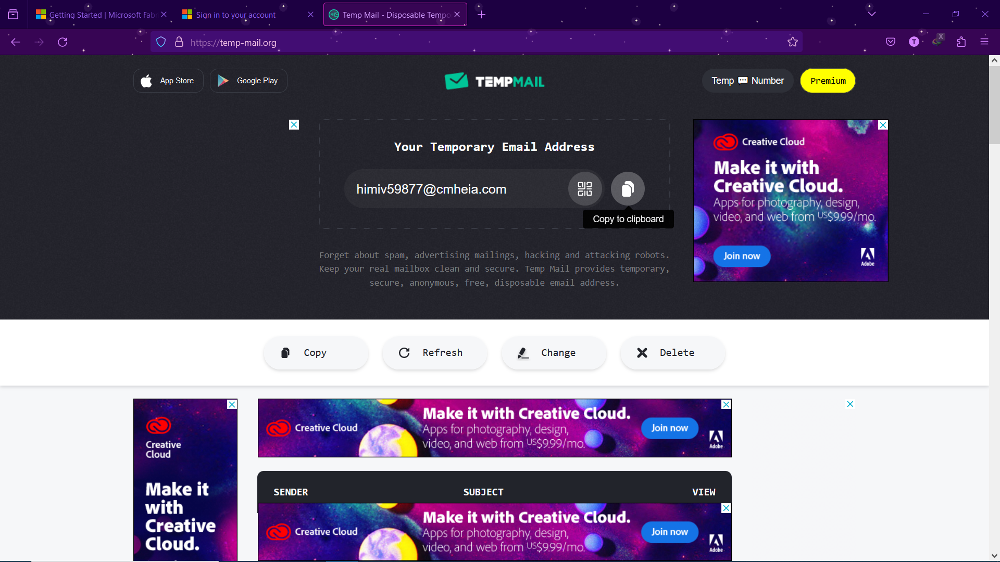 Getting Started | Microsoft Fabr
Sign in to your account
Temp Mail - Disposable Tempo
https://temp-mail.org
T
X
App Store
Google Play
TEMPMAIL
Temp Number
Premium
Your Temporary Email Address
himiv59877@cmheia.com
Copy to clipboard
Forget about spam, advertising mailings, hacking and attacking robots.
Keep your real mailbox clean and secure. Temp Mail provides temporary,
secure, anonymous, free, disposable email address.
Creative Cloud
Make it with
Creative Cloud.
Apps for photography, design,
video, and web from US$9.99/mo.
Join now
Adobe
Copy
Refresh
Change
Delete
Creative
Cloud
Make it
with
Creative
Cloud.
Creative Cloud
Make it with Creative Cloud.
Apps for photography, design,
video, and web from US$9.99/mo.
Join now
Adobe
SENDER
SUBJECT
VIEW
Creative Cloud
Make it with Creative Cloud.
Apps for photography, design,
video, and web from US$9.99/mo.
Join now
Adobe